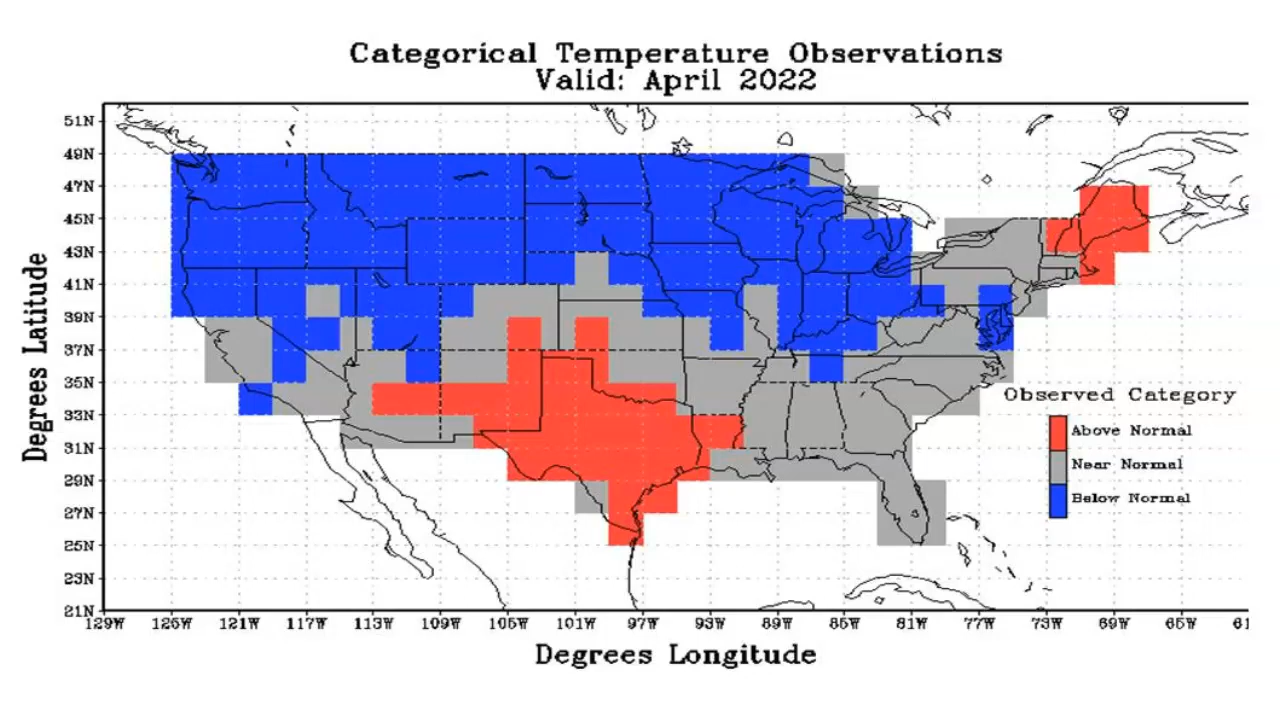 Categorical Temperature Observations
Valid: April 2022
51N
49N
47N
45N
43N
41N
39N
37N
35N
33N
31N
29N
27N
25N
23N
21N
Degrees Latitude
Observed Category
Above Normal
Near Normal
Below Normal
129W 125W 121W 117W 113W 109W 105W 101W 97W 93W 89W 85W 81W 77W 73W 69W 65W 61
Degrees Longitude